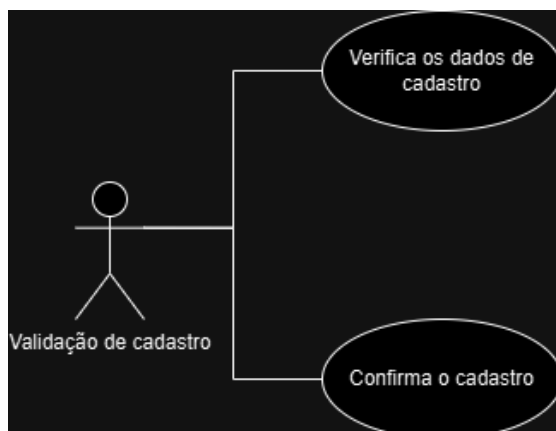 Verifica os dados de
cadastro
Validação de cadastro
Confirma o cadastro